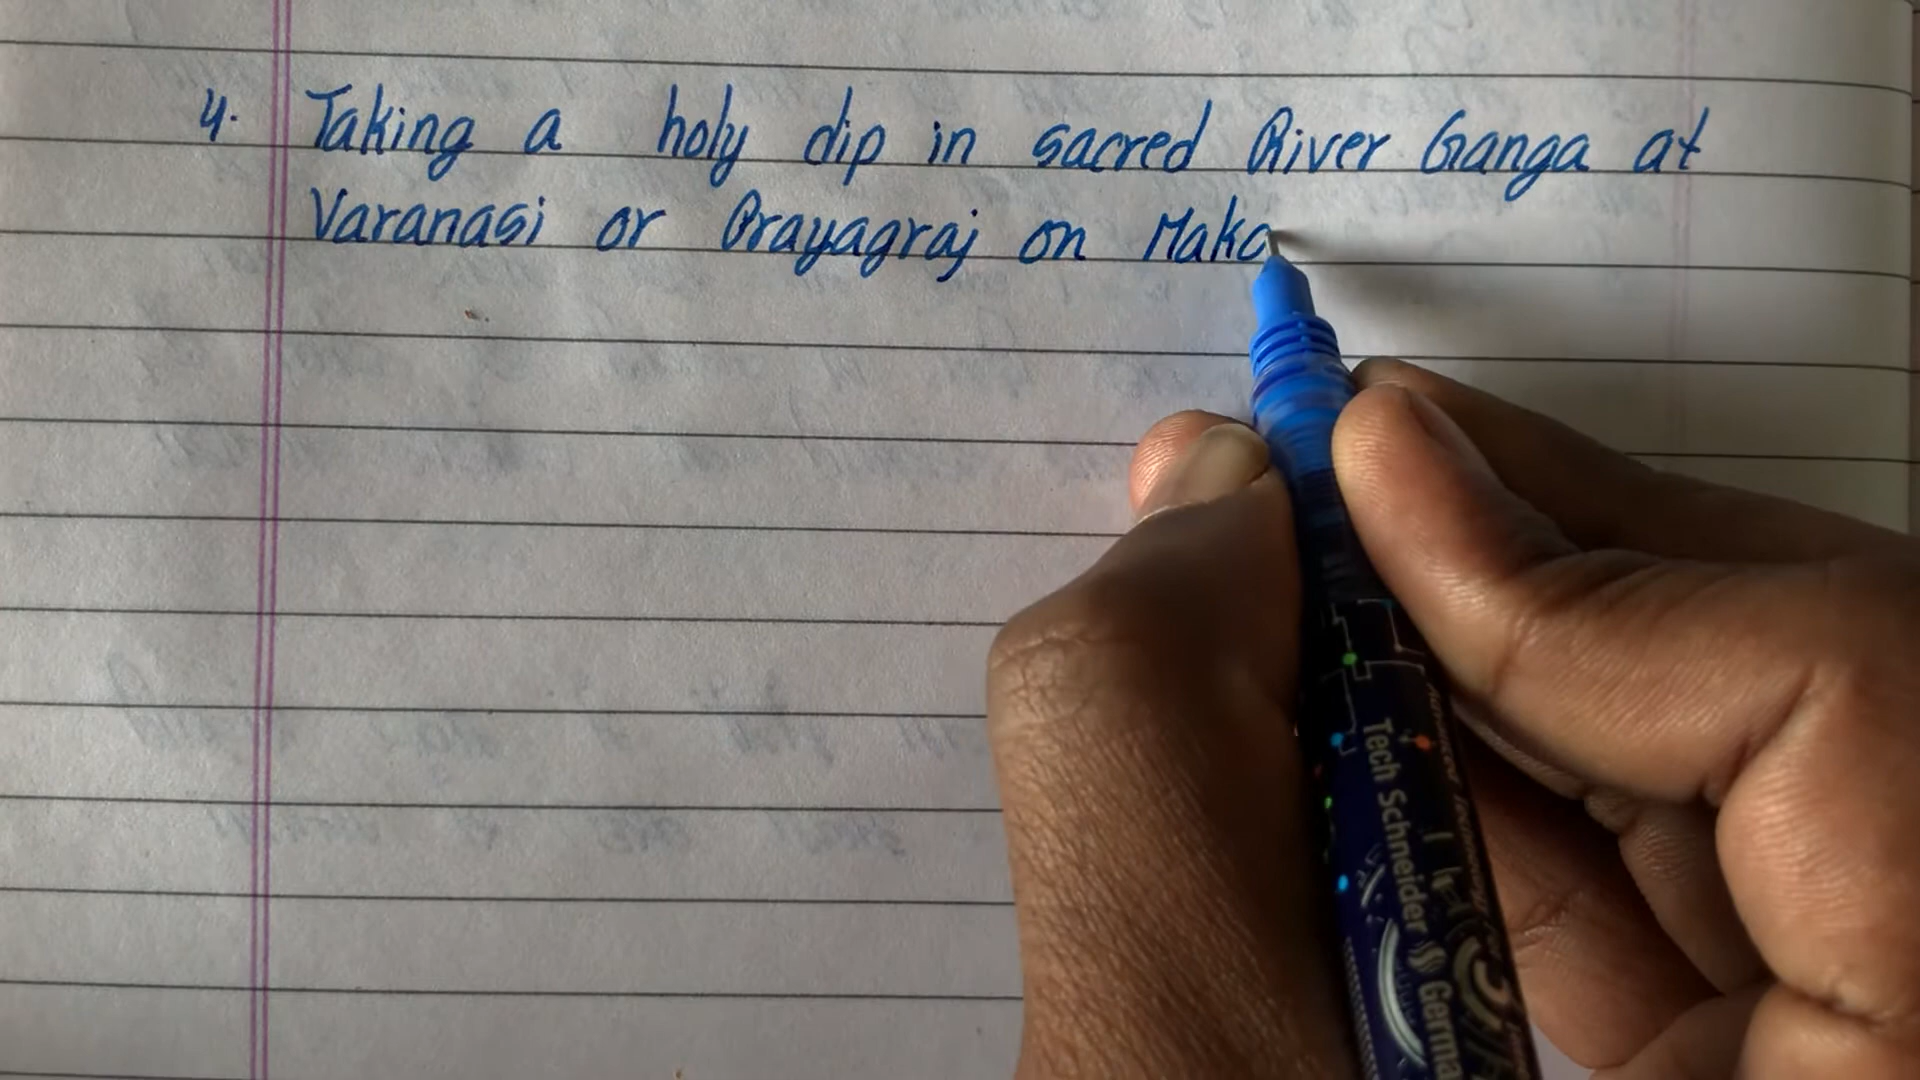 4. Taking a holy dip in sacred River Ganga at
Varanasi or Prayagraj on Maka
Tech Schneider Germa